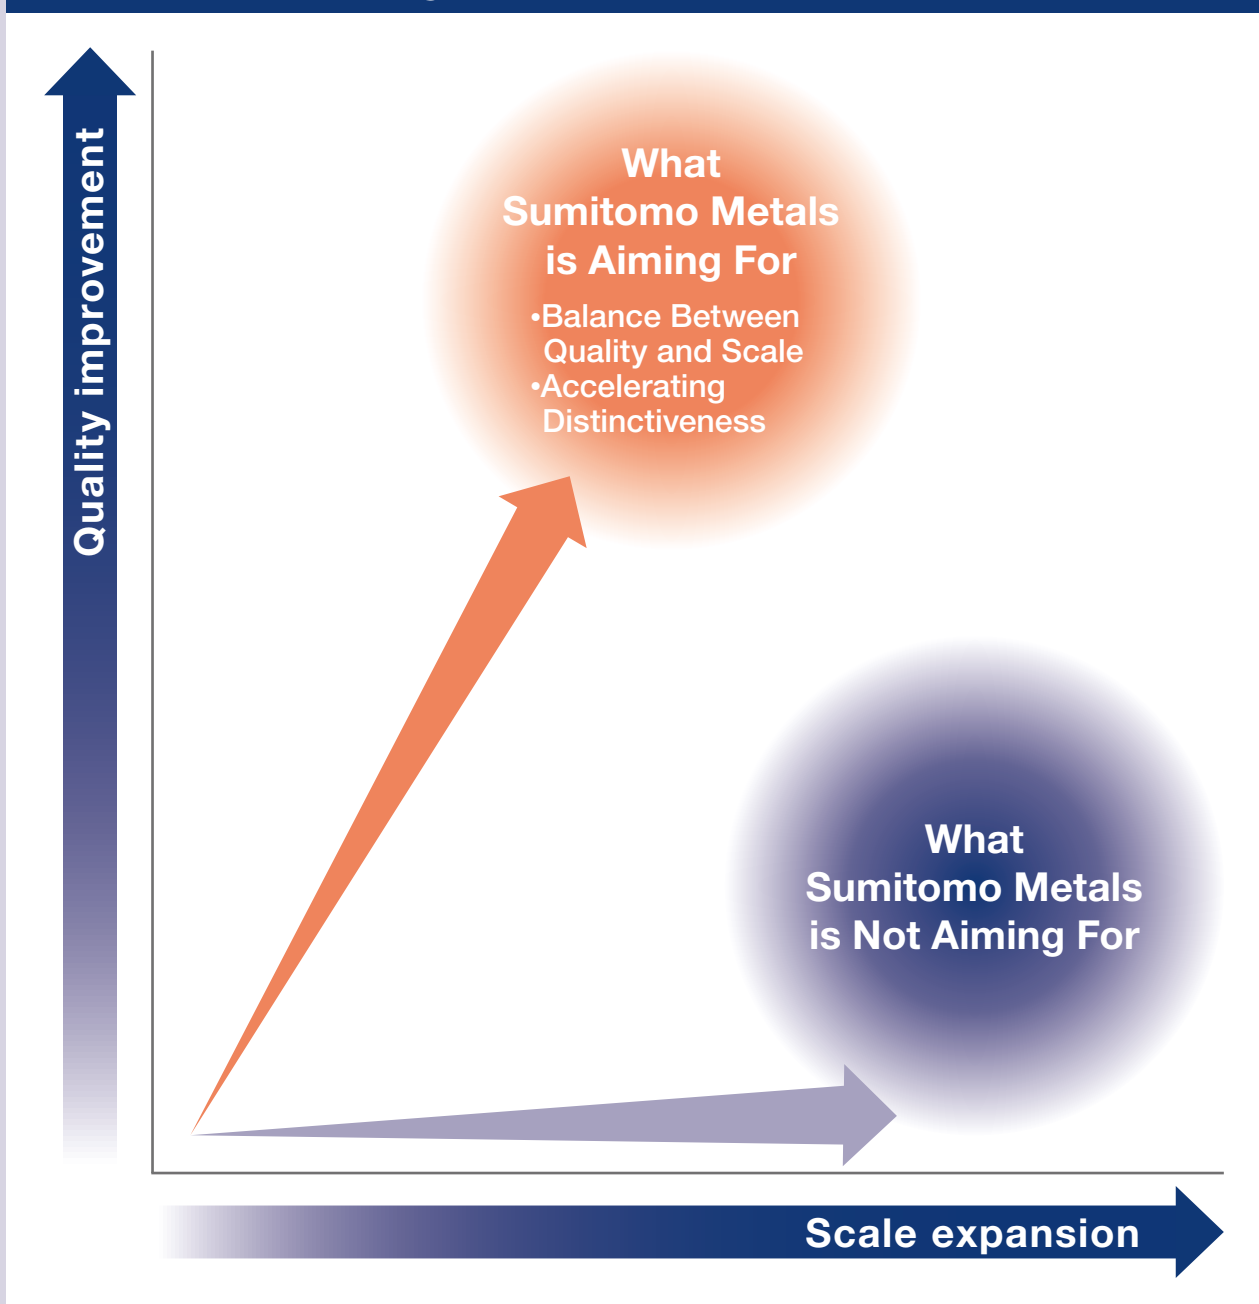 Quality improvement
What
Sumitomo Metals
is Aiming For
•Balance Between
Quality and Scale
•Accelerating
Distinctiveness
What
Sumitomo Metals
is Not Aiming For
Scale expansion